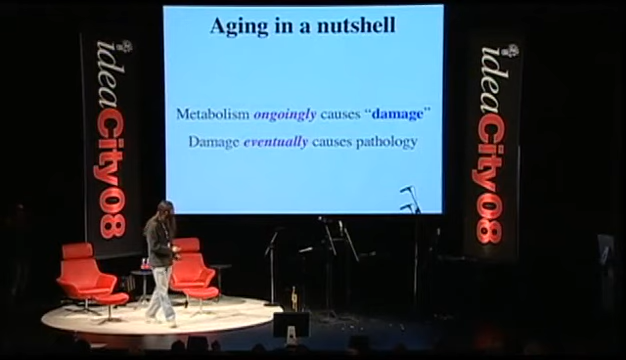 Aging in a nutshell
Metabolism ongoingly causes “damage”
Damage eventually causes pathology
ideaCity08
ideaCity08